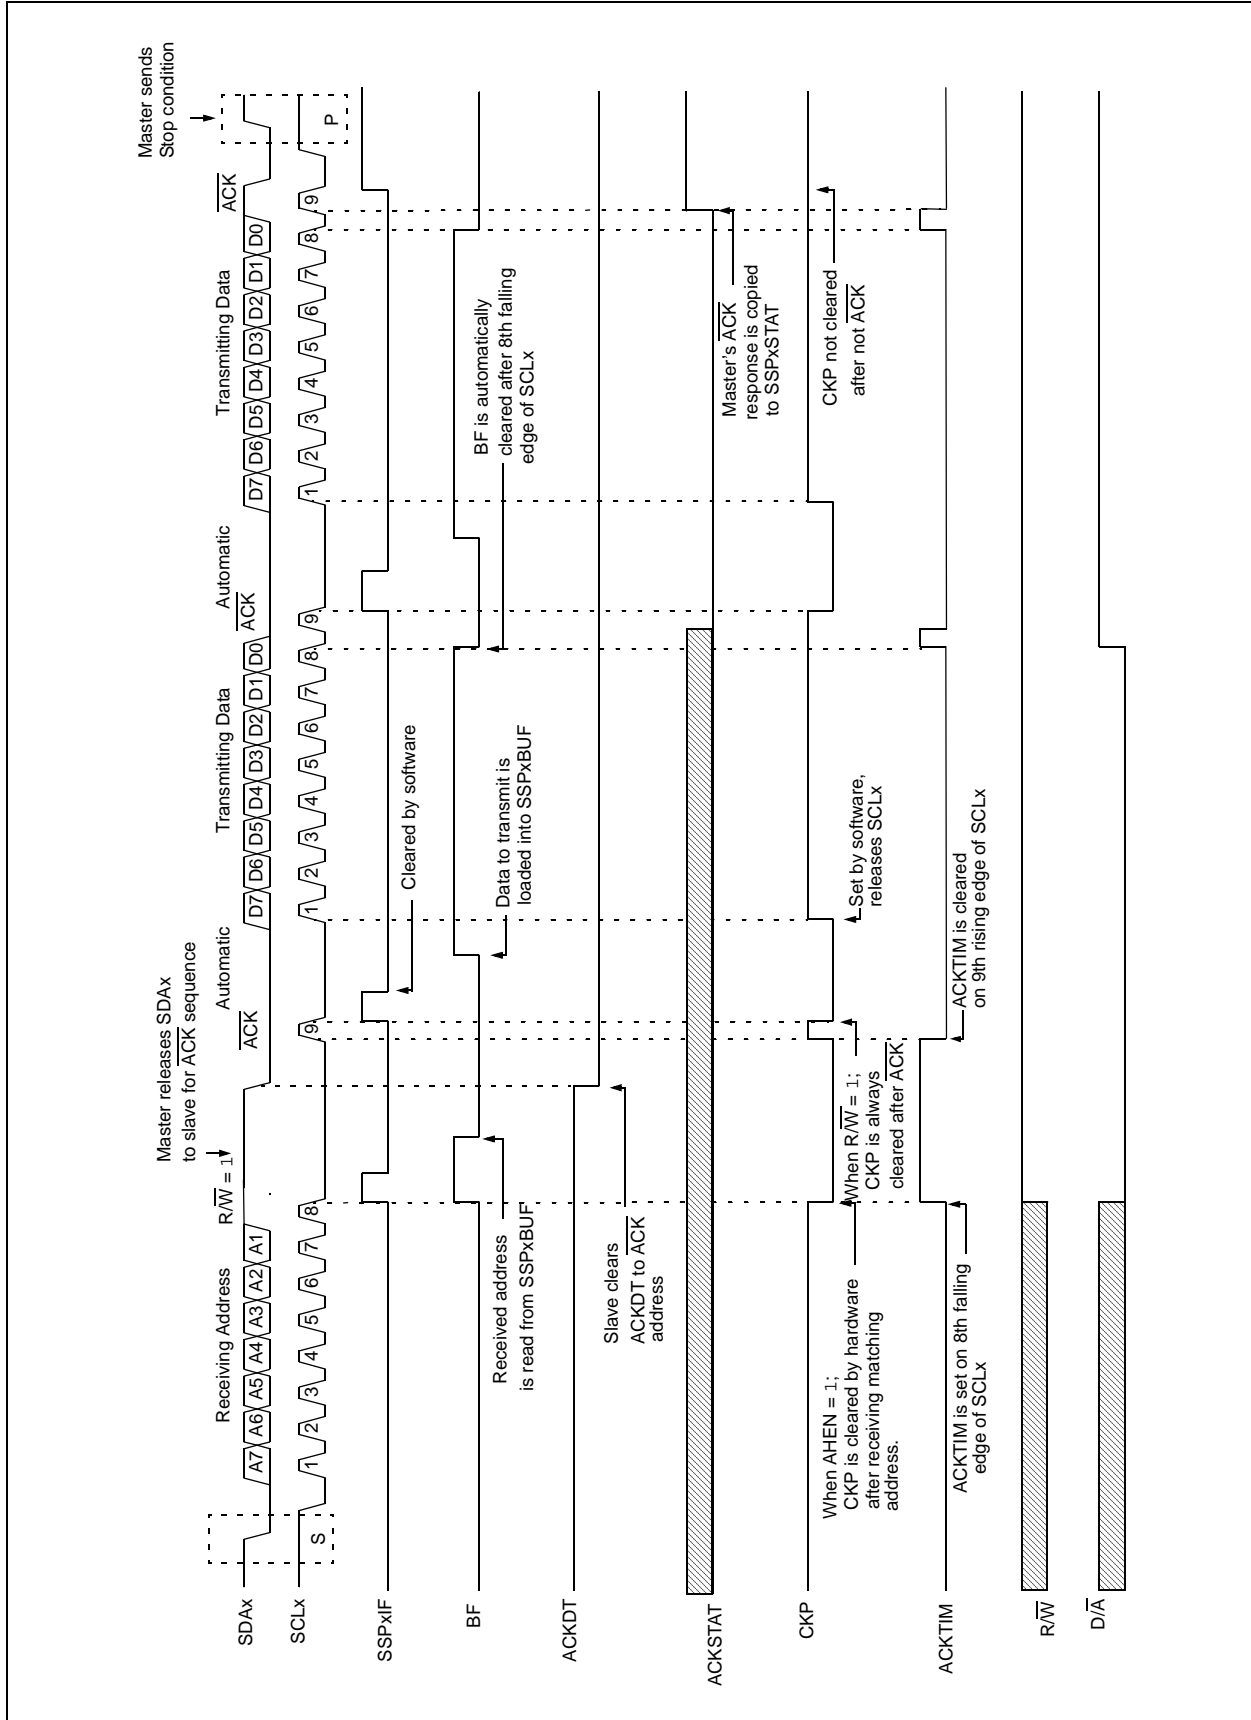 Master releases SDAx
to slave for ACK sequence
Master sends
Stop condition
Receiving Address
R/W = 1
ACK
Automatic
Transmitting Data
ACK
Automatic
Transmitting Data
ACK
SDAx
A7 A6 A5 A4 A3 A2 A1
D7 D6 D5 D4 D3 D2 D1 D0
D7 D6 D5 D4 D3 D2 D1 D0
SCLx
1 2 3 4 5 6 7 8 9
1 2 3 4 5 6 7 8 9
1 2 3 4 5 6 7 8 9
S
P
SSPxIF
Cleared by software
BF
Received address
is read from SSPxBUF
Data to transmit is
loaded into SSPxBUF
BF is automatically
cleared after 8th falling
edge of SCLx
ACKDT
Slave clears
ACKDT to ACK
address
ACKSTAT
Master's ACK
response is copied
to SSPxSTAT
CKP
When AHEN = 1;
CKP is cleared by hardware
after receiving matching
address.
When R/W = 1;
CKP is always
cleared after ACK
Set by software,
releases SCLx
CKP not cleared
after not ACK
ACKTIM
ACKTIM is set on 8th falling
edge of SCLx
ACKTIM is cleared
on 9th rising edge of SCLx
R/W
D/A